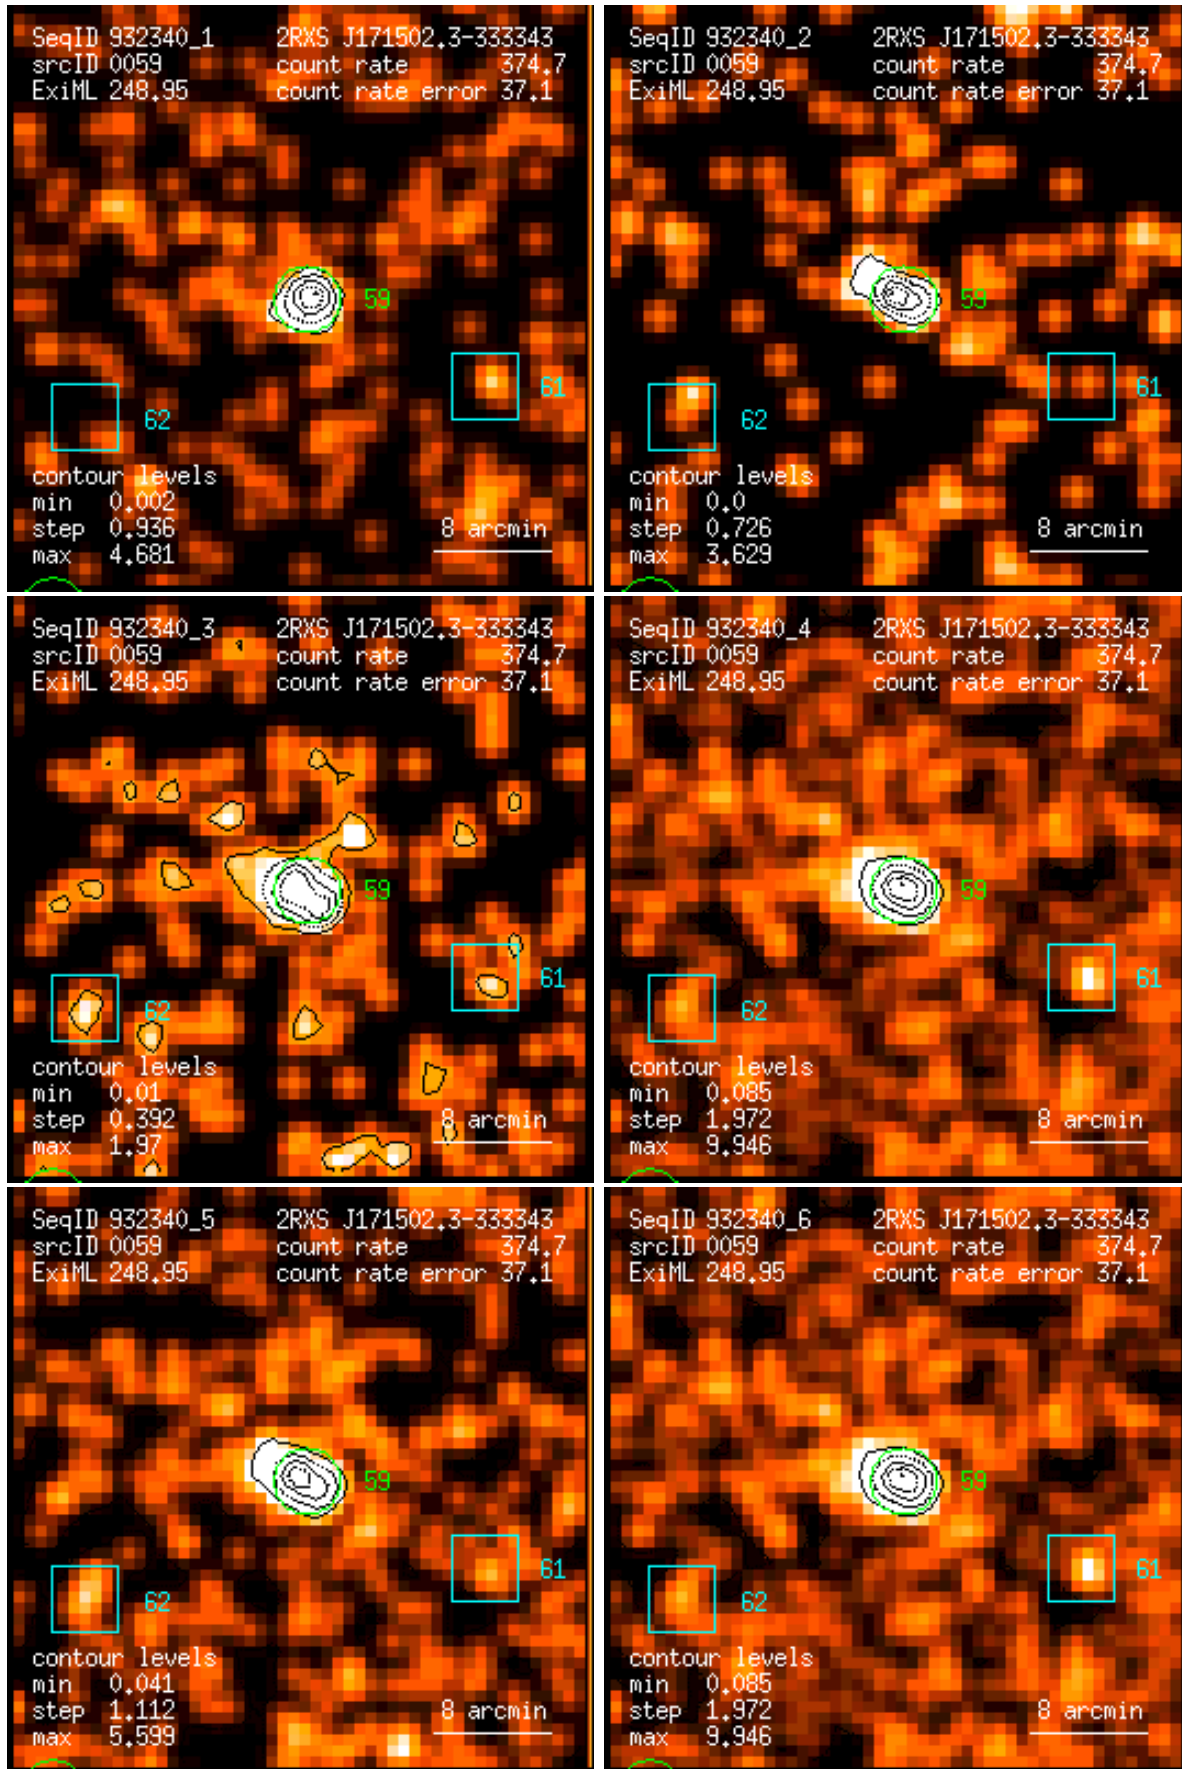 SeqID 932340_1 2RXS J171502.3-333343
srcID 0059 count rate 374.7
ExiML 248.95 count rate error 37.1
59
61
62
contour levels
min 0.002
step 0.936 8 arcmin
max 4.681
SeqID 932340_2 2RXS J171502.3-333343
srcID 0059 count rate 374.7
ExiML 248.95 count rate error 37.1
59
61
62
contour levels
min 0.0
step 0.726 8 arcmin
max 3.629
SeqID 932340_3 2RXS J171502.3-333343
srcID 0059 count rate 374.7
ExiML 248.95 count rate error 37.1
59
61
62
contour levels
min 0.01
step 0.392 8 arcmin
max 1.97
SeqID 932340_4 2RXS J171502.3-333343
srcID 0059 count rate 374.7
ExiML 248.95 count rate error 37.1
59
61
62
contour levels
min 0.085
step 1.972 8 arcmin
max 9.946
SeqID 932340_5 2RXS J171502.3-333343
srcID 0059 count rate 374.7
ExiML 248.95 count rate error 37.1
59
61
62
contour levels
min 0.041
step 1.112 8 arcmin
max 5.599
SeqID 932340_6 2RXS J171502.3-333343
srcID 0059 count rate 374.7
ExiML 248.95 count rate error 37.1
59
61
62
contour levels
min 0.085
step 1.972 8 arcmin
max 9.946